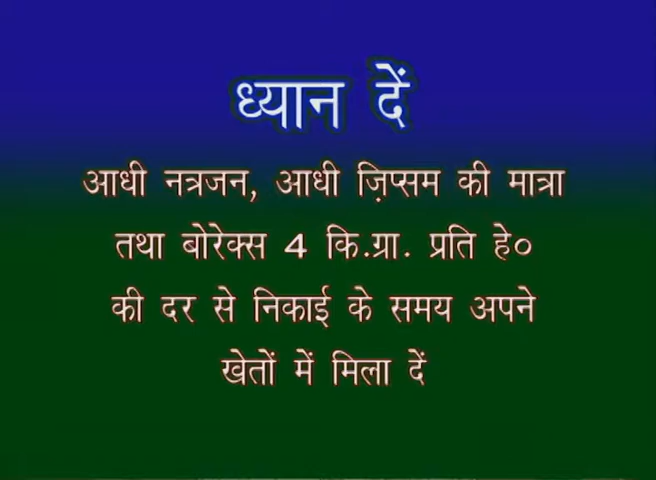 ध्यान दें
आधी नत्रजन, आधी ज़िप्सम की मात्रा
तथा बोरेक्स 4 कि.ग्रा. प्रति हे०
की दर से निकाई के समय अपने
खेतों में मिला दें